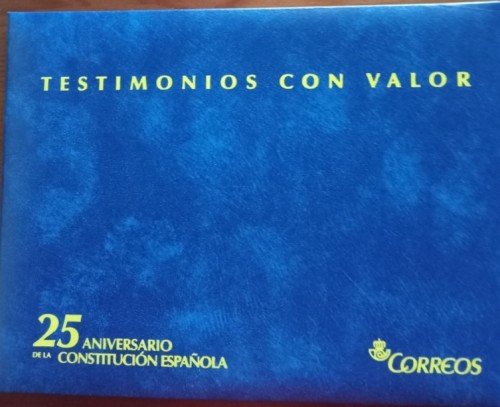 TESTIMONIOS CON VALOR
25 ANIVERSARIO
DE LA CONSTITUCIÓN ESPAÑOLA
CORREOS